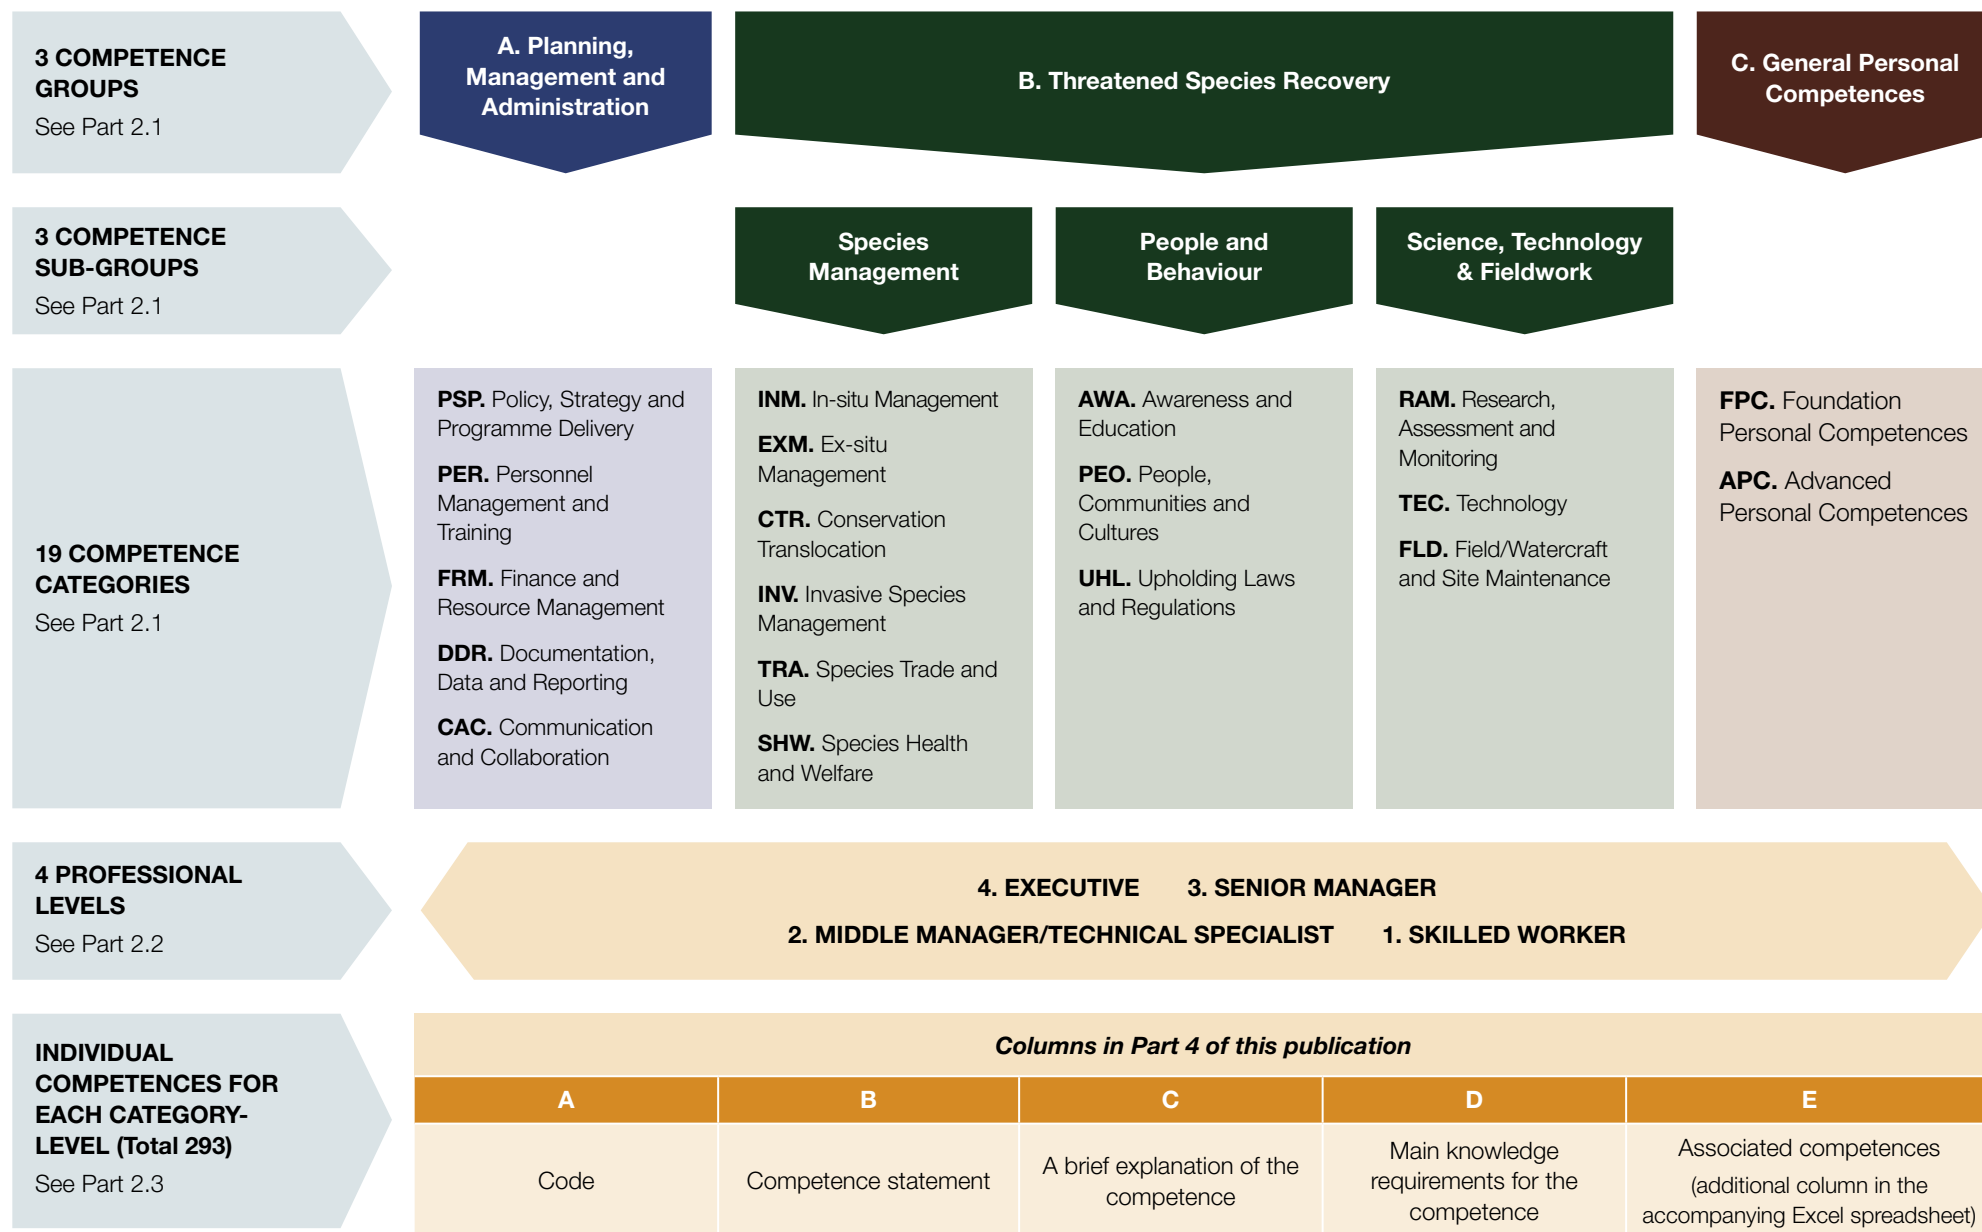 3 COMPETENCE
GROUPS
See Part 2.1
A. Planning,
Management and
Administration
B. Threatened Species Recovery
C. General Personal
Competences
3 COMPETENCE
SUB-GROUPS
See Part 2.1
Species
Management
People and
Behaviour
Science, Technology
& Fieldwork
19 COMPETENCE
CATEGORIES
See Part 2.1
PSP. Policy, Strategy and
Programme Delivery
PER. Personnel
Management and
Training
FRM. Finance and
Resource Management
DDR. Documentation,
Data and Reporting
CAC. Communication
and Collaboration
INM. In-situ Management
EXM. Ex-situ
Management
CTR. Conservation
Translocation
INV. Invasive Species
Management
TRA. Species Trade and
Use
SHW. Species Health
and Welfare
AWA. Awareness and
Education
PEO. People,
Communities and
Cultures
UHL. Upholding Laws
and Regulations
RAM. Research,
Assessment and
Monitoring
TEC. Technology
FLD. Field/Watercraft
and Site Maintenance
FPC. Foundation
Personal Competences
APC. Advanced
Personal Competences
4 PROFESSIONAL
LEVELS
See Part 2.2
4. EXECUTIVE 3. SENIOR MANAGER
2. MIDDLE MANAGER/TECHNICAL SPECIALIST 1. SKILLED WORKER
INDIVIDUAL
COMPETENCES FOR
EACH CATEGORY-
LEVEL (Total 293)
See Part 2.3
Columns in Part 4 of this publication
A
B
C
D
E
Code
Competence statement
A brief explanation of the
competence
Main knowledge
requirements for the
competence
Associated competences
(additional column in the
accompanying Excel spreadsheet)